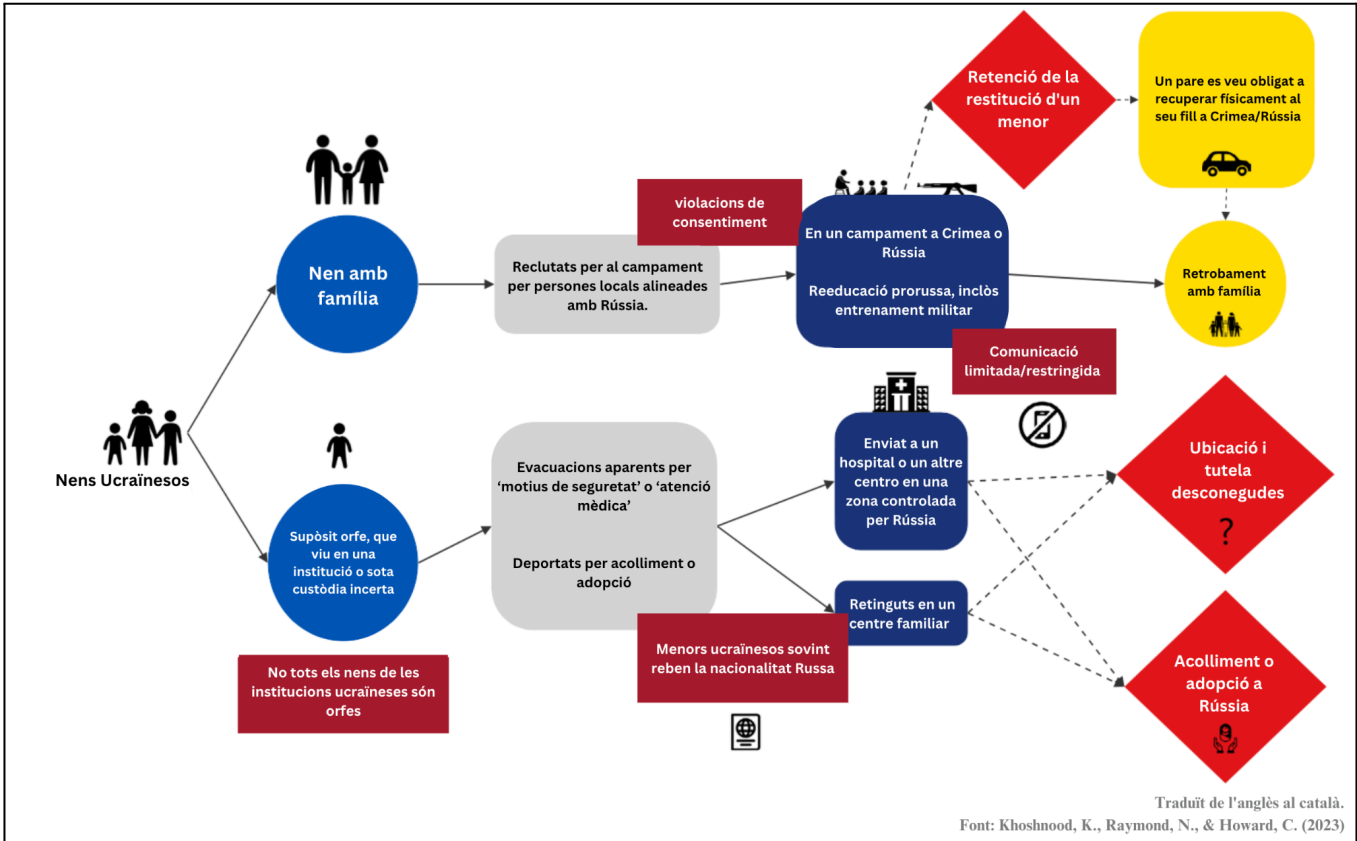 Nens Ucraïnesos
Nen amb
família
Reclutats per al campament
per persones locals alineades
amb Rússia.
violacions de
consentiment
En un campament a Crimea o
Rússia
Reeducació prorussa, inclòs
entrenament militar
Retenció de la
restitució d'un
menor
Un pare es veu obligat a
recuperar físicament al
seu fill a Crimea/Rússia
Retrobament
amb família
Comunicació
limitada/restringida
Supòsit orfe, que
viu en una
institució o sota
custòdia incerta
No tots els nens de les
institucions ucraïneses són
orfes
Evacuacions aparents per
‘motius de seguretat’ o ‘atenció
mèdica’
Deportats per acolliment o
adopció
Menors ucraïnesos sovint
reben la nacionalitat Russa
Enviat a un
hospital o un altre
centro en una
zona controlada
per Rússia
Retinguts en un
centre familiar
Ubicació i
tutela
desconegudes
?
Acolliment o
adopció a
Rússia
Traduït de l'anglès al català.
Font: Khoshnood, K., Raymond, N., & Howard, C. (2023)